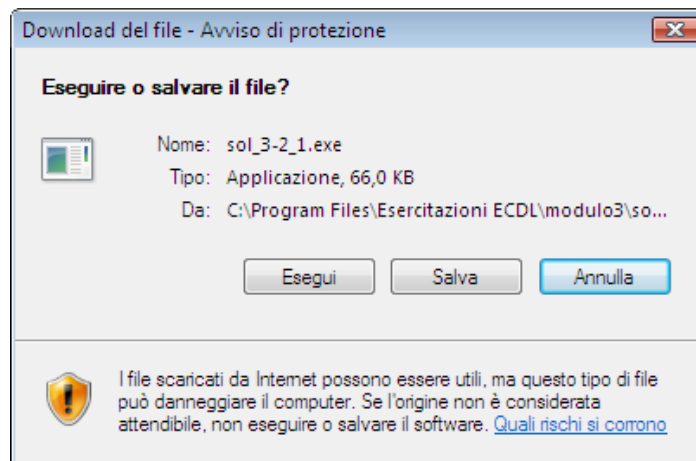 Download del file - Avviso di protezione
Eseguire o salvare il file?
Nome: sol_3-2_1.exe
Tipo: Applicazione, 66,0 KB
Da: C:\Program Files\Esercitazioni ECDL\modulo3\so...
Esegui Salva Annulla
I file scaricati da Internet possono essere utili, ma questo tipo di file
può danneggiare il computer. Se l'origine non è considerata
attendibile, non eseguire o salvare il software. Quali rischi si corrono